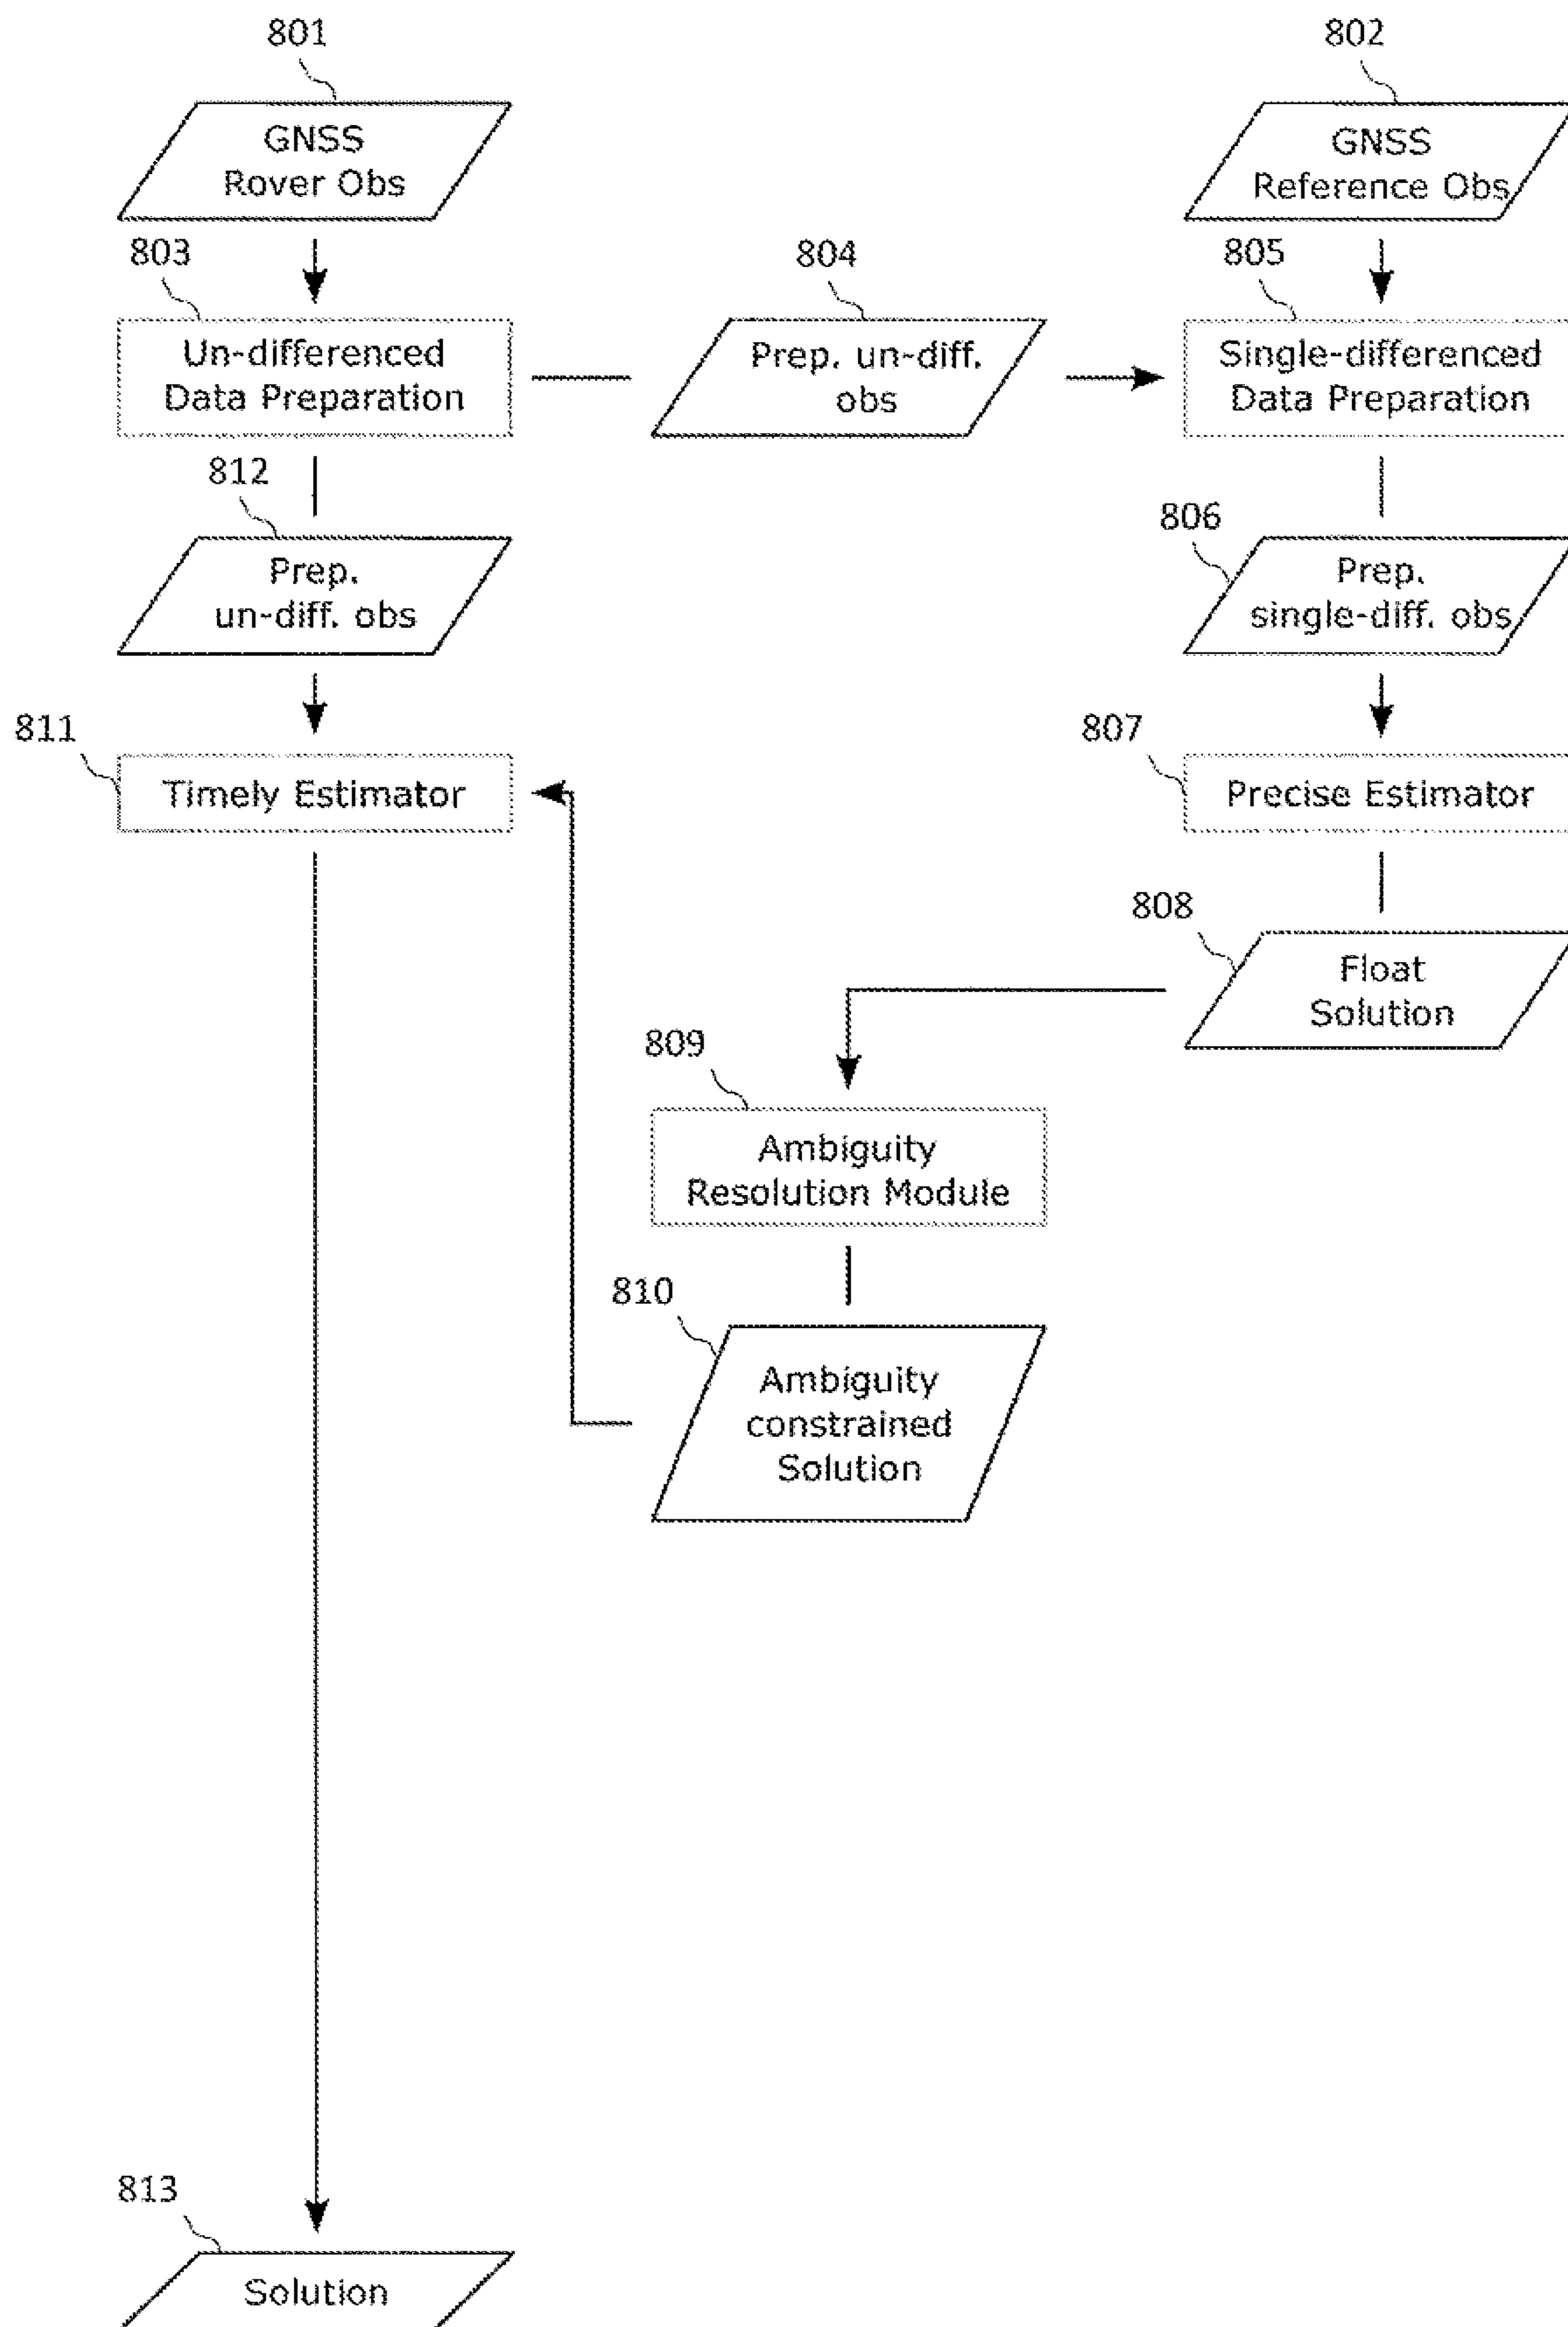 801
802
GNSS
Rover Obs
GNSS
Reference Obs
803
804
805
Un-differenced
Data Preparation
Prep. un-diff.
obs
Single-differenced
Data Preparation
812
806
Prep.
un-diff. obs
Prep.
single-diff. obs
811
807
Timely Estimator
Precise Estimator
808
Float
Solution
809
Ambiguity
Resolution Module
810
Ambiguity
constrained
Solution
813
Solution